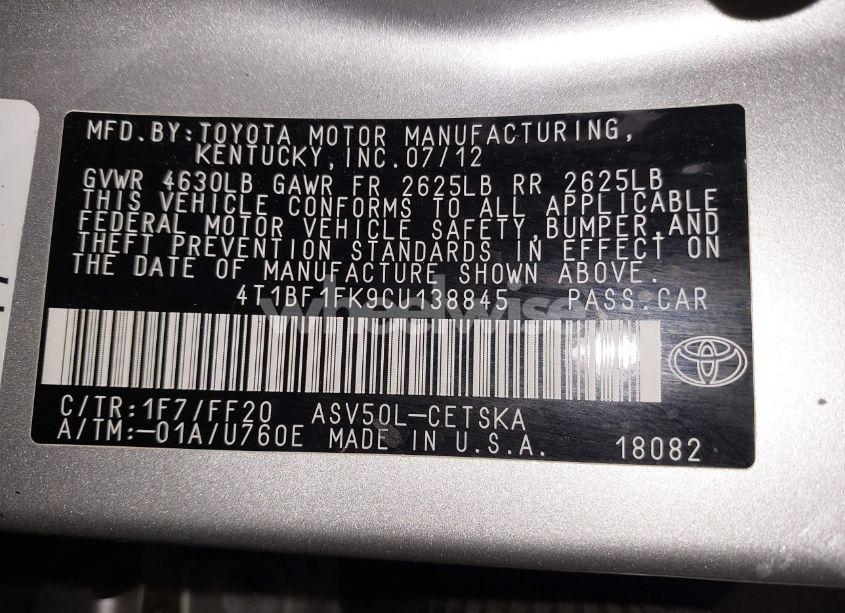 MFD.BY:TOYOTA MOTOR MANUFACTURING,
KENTUCKY,INC.07/12
GVWR 4630LB GAWR FR 2625LB RR 2625LB
THIS VEHICLE CONFORMS TO ALL APPLICABLE
FEDERAL MOTOR VEHICLE SAFETY,BUMPER,AND
THEFT PREVENTION STANDARDS IN EFFECT ON
THE DATE OF MANUFACTURE SHOWN ABOVE.
4T1BF1FK9CU138845 PASS.CAR
wheelwise
C/TR:1F7/FF20 ASV50L-CETSKA
A/TM:-01A/U760E MADE IN U.S.A. 18082